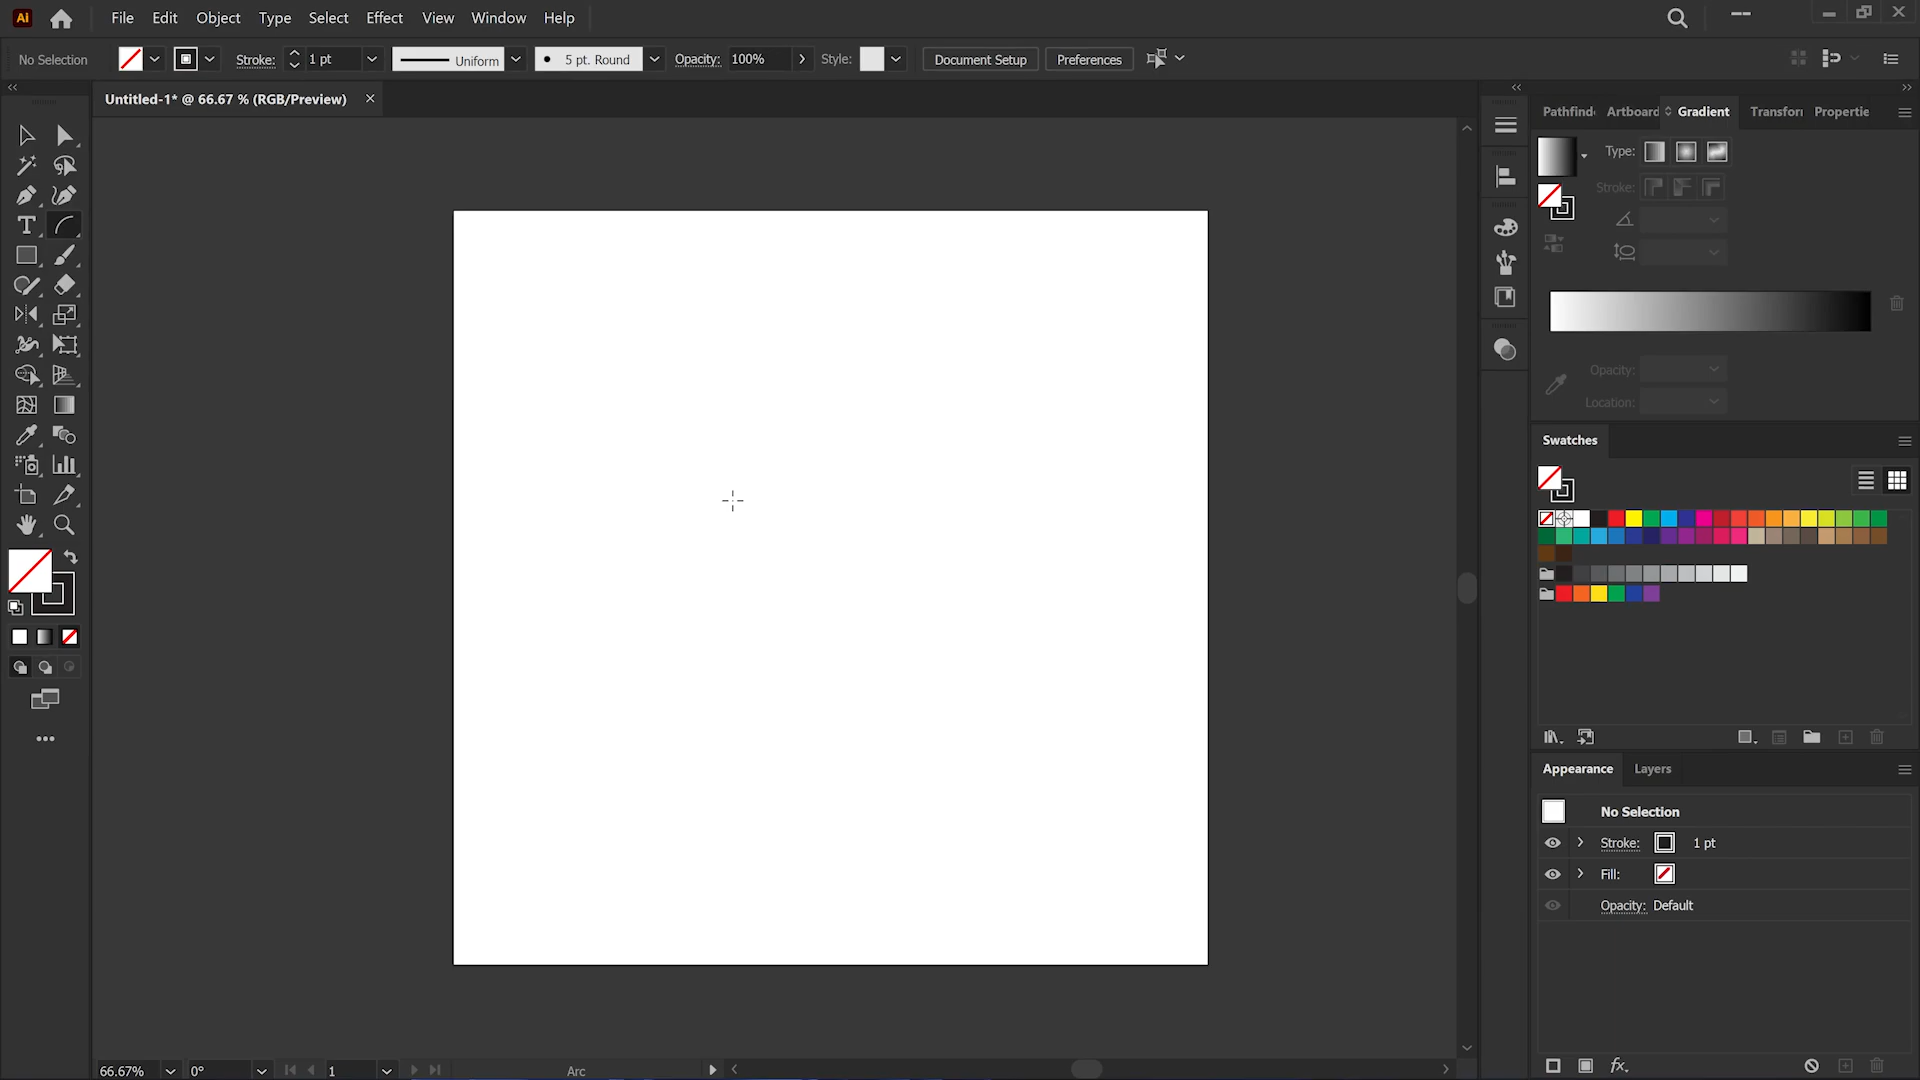 Ai File Edit Object Type Select Effect View Window Help
No Selection Stroke: 1 pt Uniform 5 pt. Round Opacity: 100% Style: Document Setup Preferences
Untitled-1* @ 66.67 % (RGB/Preview)
Pathfind Artboard Gradient Transforn Propertie
Type:
Stroke:
Opacity:
Location:
Swatches
Appearance Layers
No Selection
Stroke: 1 pt
Fill:
Opacity: Default
66.67% 0° 1 Arc